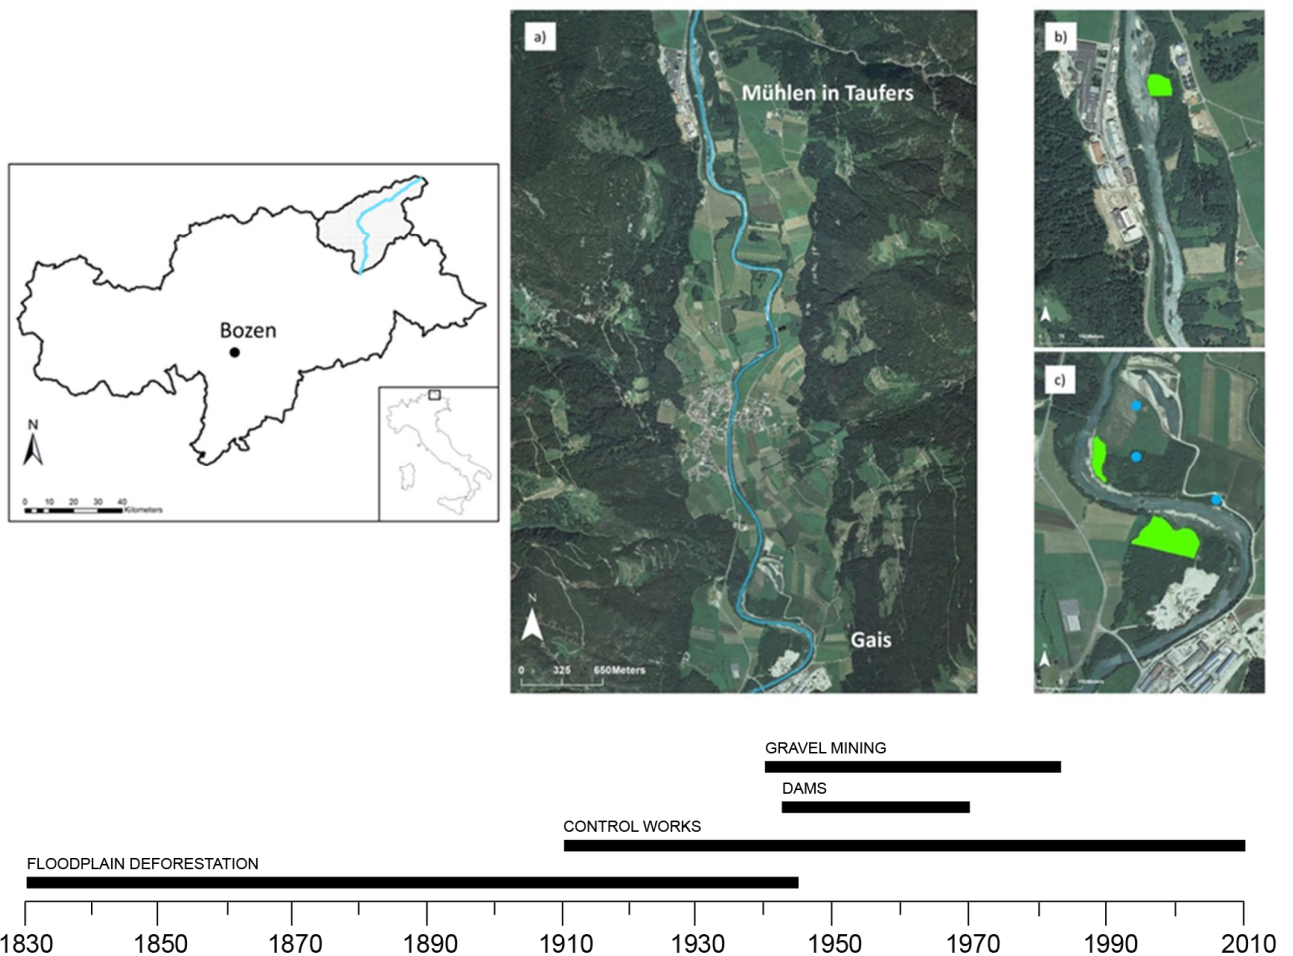 Bozen
N
0 10 20 30 40
Kilometers
a)
Mühlen in Taufers
Gais
N
0 325 650Meters
b)
c)
GRAVEL MINING
DAMS
CONTROL WORKS
FLOODPLAIN DEFORESTATION
1830 1850 1870 1890 1910 1930 1950 1970 1990 2010